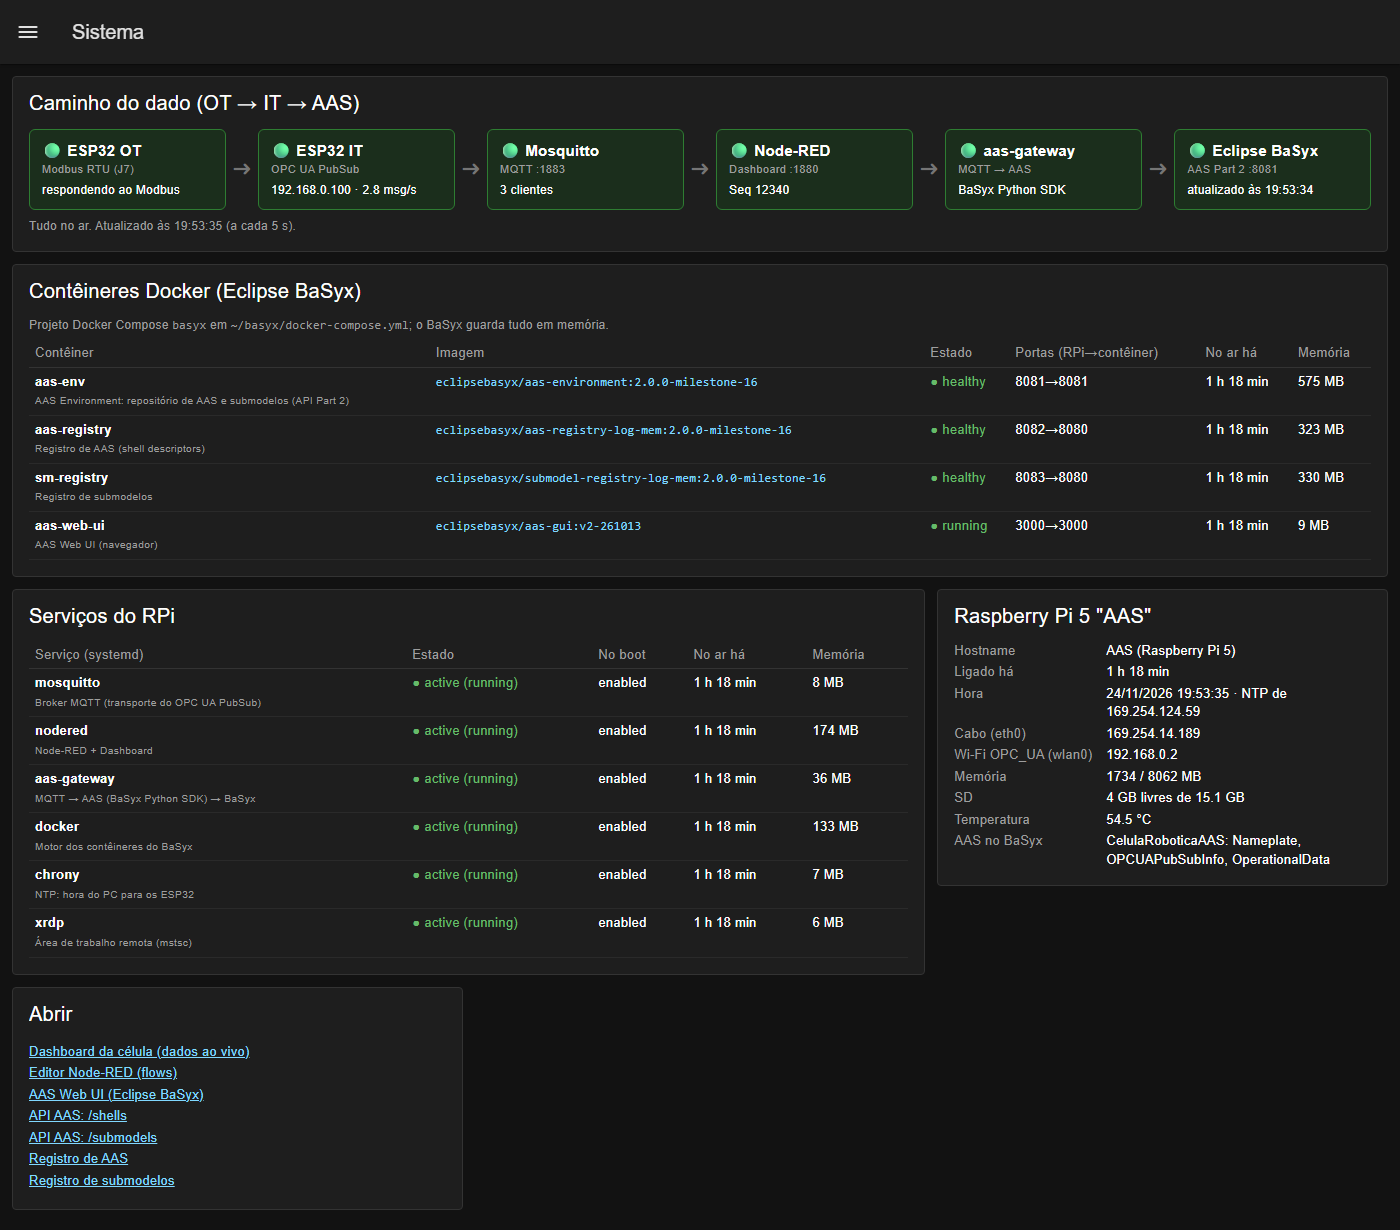 Sistema
Caminho do dado (OT → IT → AAS)
ESP32 OT
Modbus RTU (J7)
respondendo ao Modbus
→
ESP32 IT
OPC UA PubSub
192.168.0.100 · 2.8 msg/s
→
Mosquitto
MQTT :1883
3 clientes
→
Node-RED
Dashboard :1880
Seq 12340
→
aas-gateway
MQTT → AAS
BaSyx Python SDK
→
Eclipse BaSyx
AAS Part 2 :8081
atualizado às 19:53:34
Tudo no ar. Atualizado às 19:53:35 (a cada 5 s).
Contêineres Docker (Eclipse BaSyx)
Projeto Docker Compose basyx em ~/basyx/docker-compose.yml; o BaSyx guarda tudo em memória.
Contêiner Imagem Estado Portas (RPi→contêiner) No ar há Memória
aas-env eclipsebasyx/aas-environment:2.0.0-milestone-16 ● healthy 8081→8081 1 h 18 min 575 MB
AAS Environment: repositório de AAS e submodelos (API Part 2)
aas-registry eclipsebasyx/aas-registry-log-mem:2.0.0-milestone-16 ● healthy 8082→8080 1 h 18 min 323 MB
Registro de AAS (shell descriptors)
sm-registry eclipsebasyx/submodel-registry-log-mem:2.0.0-milestone-16 ● healthy 8083→8080 1 h 18 min 330 MB
Registro de submodelos
aas-web-ui eclipsebasyx/aas-gui:v2-261013 ● running 3000→3000 1 h 18 min 9 MB
AAS Web UI (navegador)
Serviços do RPi
Serviço (systemd) Estado No boot No ar há Memória
mosquitto ● active (running) enabled 1 h 18 min 8 MB
Broker MQTT (transporte do OPC UA PubSub)
nodered ● active (running) enabled 1 h 18 min 174 MB
Node-RED + Dashboard
aas-gateway ● active (running) enabled 1 h 18 min 36 MB
MQTT → AAS (BaSyx Python SDK) → BaSyx
docker ● active (running) enabled 1 h 18 min 133 MB
Motor dos contêineres do BaSyx
chrony ● active (running) enabled 1 h 18 min 7 MB
NTP: hora do PC para os ESP32
xrdp ● active (running) enabled 1 h 18 min 6 MB
Área de trabalho remota (mstsc)
Raspberry Pi 5 "AAS"
Hostname AAS (Raspberry Pi 5)
Ligado há 1 h 18 min
Hora 24/11/2026 19:53:35 · NTP de
169.254.124.59
Cabo (eth0) 169.254.14.189
Wi-Fi OPC_UA (wlan0) 192.168.0.2
Memória 1734 / 8062 MB
SD 4 GB livres de 15.1 GB
Temperatura 54.5 °C
AAS no BaSyx CelulaRoboticaAAS: Nameplate,
OPCUAPubSubInfo, OperationalData
Abrir
Dashboard da célula (dados ao vivo)
Editor Node-RED (flows)
AAS Web UI (Eclipse BaSyx)
API AAS: /shells
API AAS: /submodels
Registro de AAS
Registro de submodelos